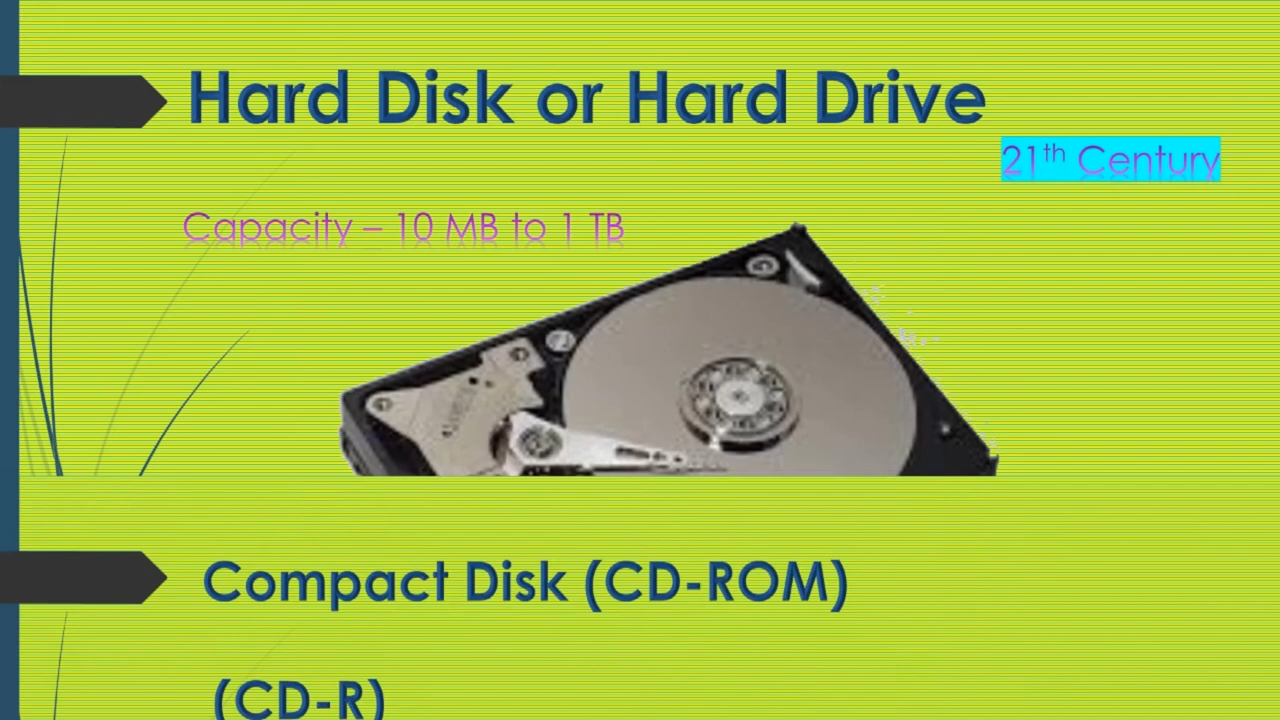 Hard Disk or Hard Drive
21th Century
Capacity – 10 MB to 1 TB
Compact Disk (CD-ROM)
(CD-R)